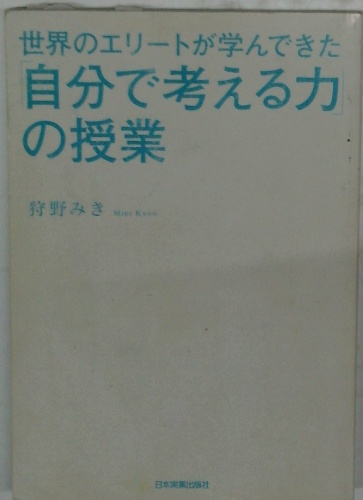 世界のエリートが学んできた
「自分で考える力」
の授業
狩野みき MIKI KANO
日本実業出版社